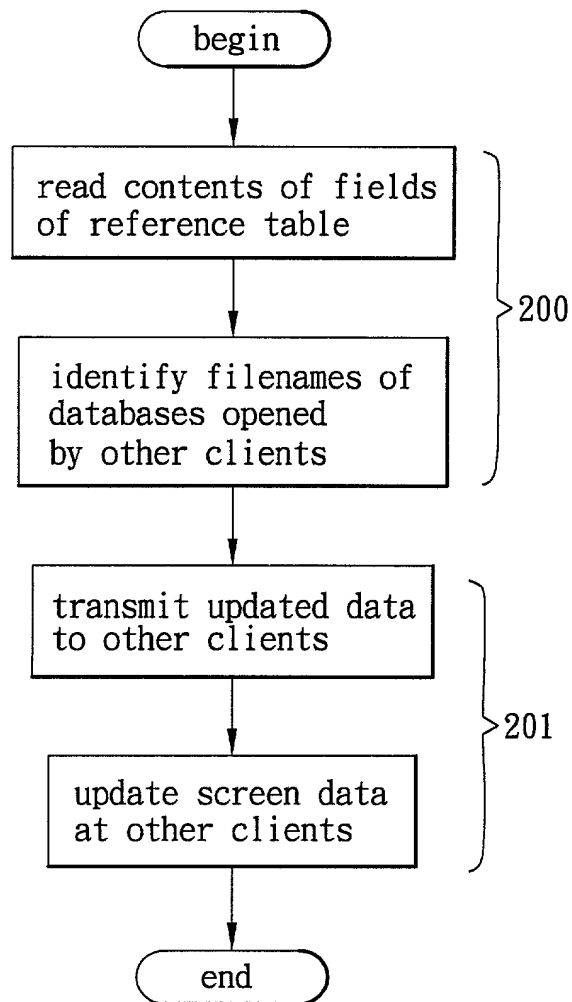 begin
read contents of fields
of reference table
200
identify filenames of
databases opened
by other clients
transmit updated data
to other clients
201
update screen data
at other clients
end